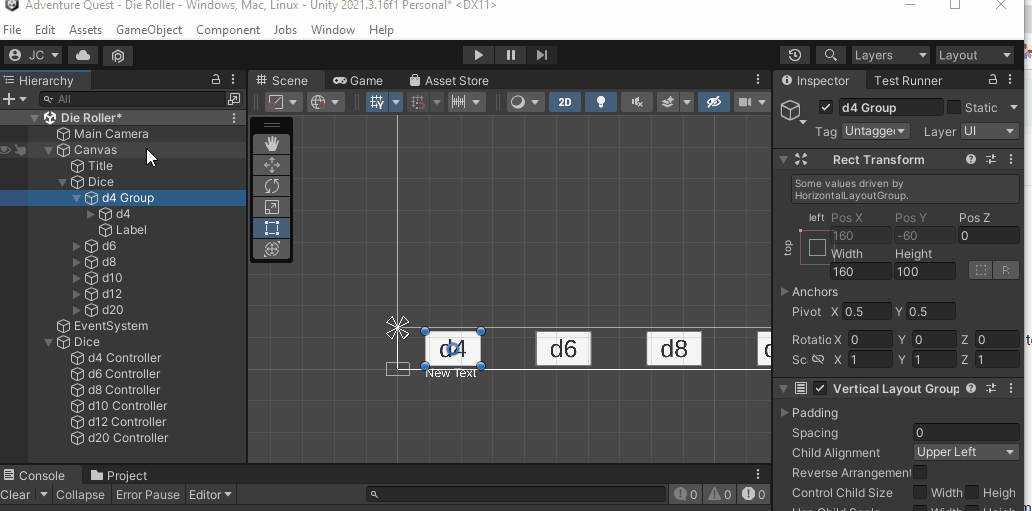 Adventure Quest - Die Roller - Windows, Mac, Linux - Unity 2021.3.16f1 Personal* <DX11>
File Edit Assets GameObject Component Jobs Window Help
JC Layers Layout
Hierarchy Scene Game Asset Store Inspector Test Runner
All
Die Roller*
Main Camera
Canvas
Title
Dice
d4 Group
d4
Label
d6
d8
d10
d12
d20
EventSystem
Dice
d4 Controller
d6 Controller
d8 Controller
d10 Controller
d12 Controller
d20 Controller
2D
d4 d6 d8
New Text
d4 Group Static
Tag Untagged Layer UI
Rect Transform
Some values driven by
HorizontalLayoutGroup.
left Pos X Pos Y Pos Z
top 160 -60 0
Width Height
160 100 R
Anchors
Pivot X 0.5 Y 0.5
Rotatio X 0 Y 0 Z 0
Sc X 1 Y 1 Z 1
Vertical Layout Group
Padding
Spacing 0
Child Alignment Upper Left
Reverse Arrangement
Control Child Size Width Heigh
Console Project
Clear Collapse Error Pause Editor 0 0 0